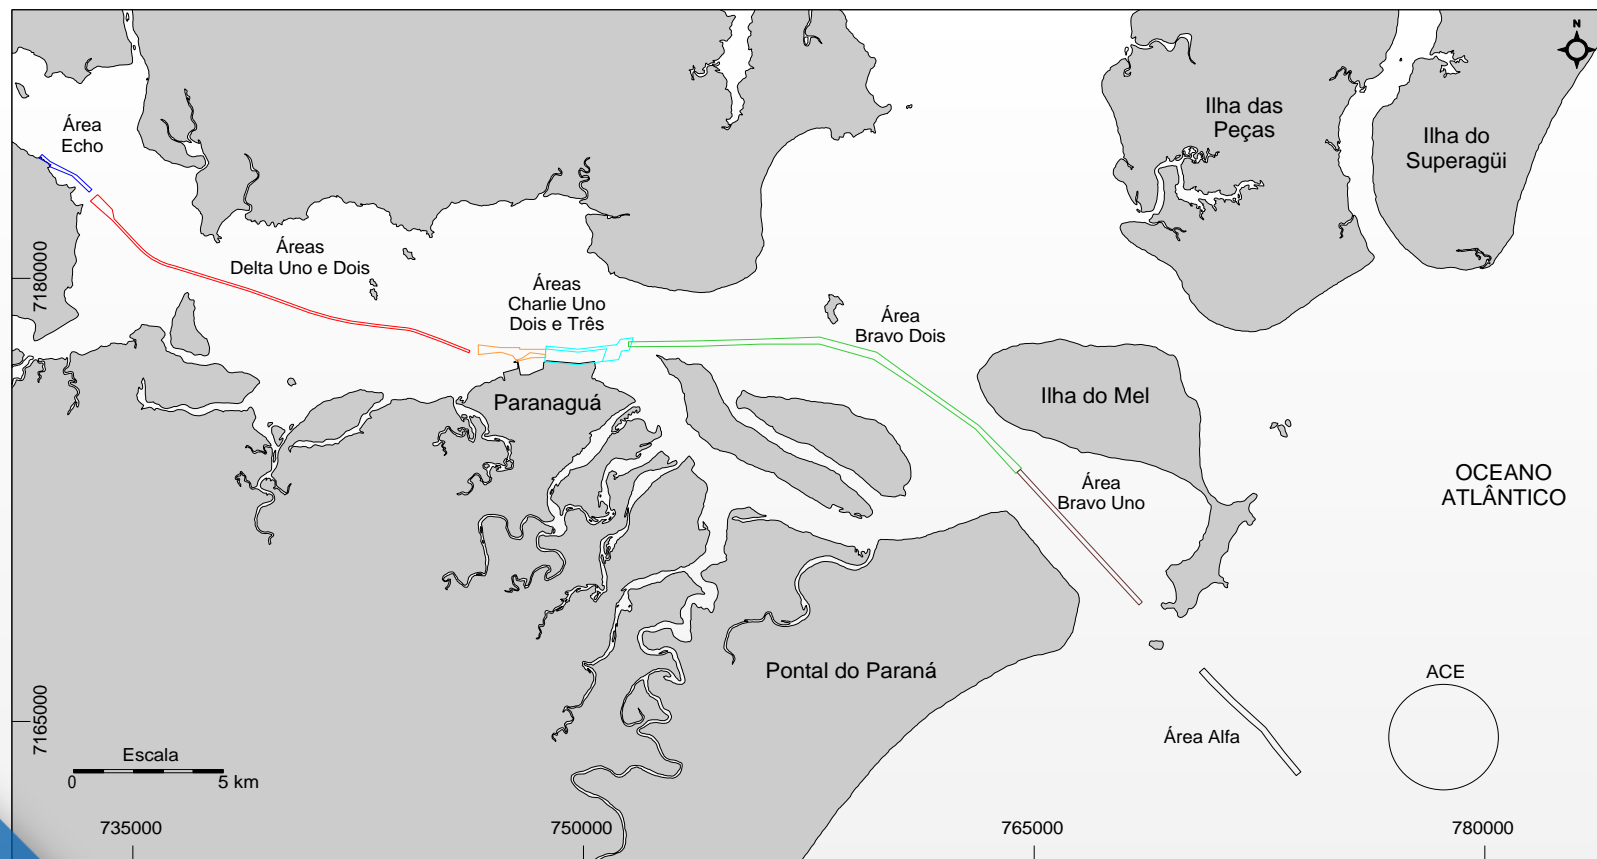 N
Área
Echo
Ilha das
Peças
Ilha do
Superagüi
Áreas
Delta Uno e Dois
Áreas
Charlie Uno
Dois e Três
Área
Bravo Dois
7180000
Paranaguá
Ilha do Mel
Área
Bravo Uno
OCEANO
ATLÂNTICO
Pontal do Paraná
ACE
7165000
Área Alfa
Escala
0 5 km
735000 750000 765000 780000